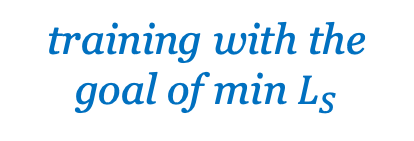 training with the
goal of min L_S